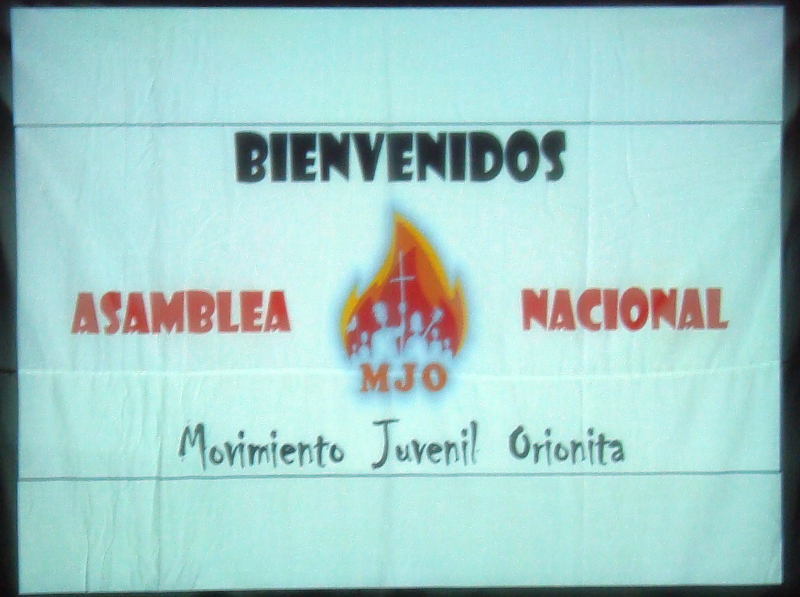 BIENVENIDOS
ASAMBLEA NACIONAL
MJO
Movimiento Juvenil Orionita